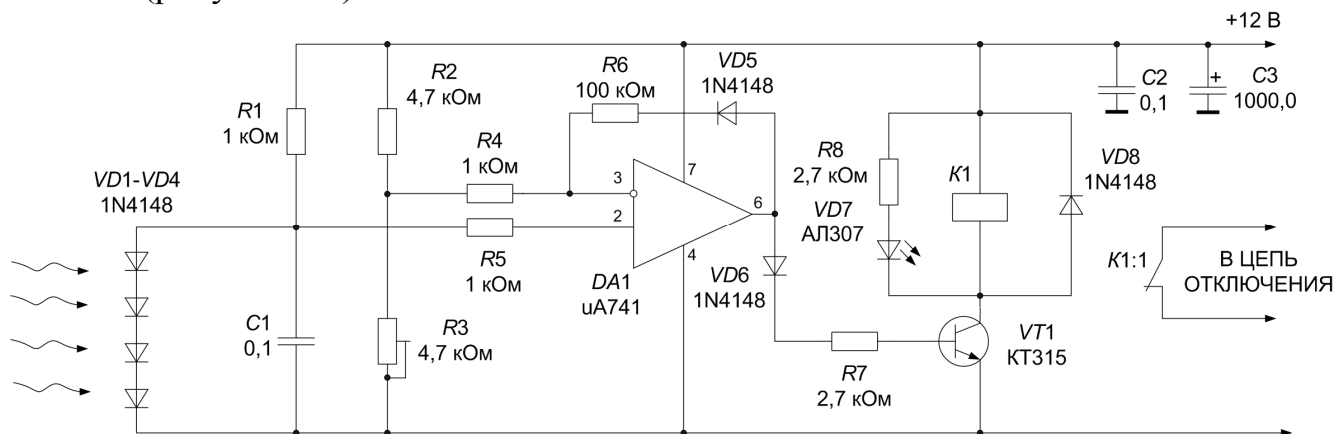 +12 В
R2
4,7 кОм
R6
100 кОм
VD5
1N4148
C2
0,1
+
C3
1000,0
R1
1 кОм
R4
1 кОм
3
7
R8
2,7 кОм
K1
VD8
1N4148
VD1-VD4
1N4148
2
6
VD7
АЛ307
R5
1 кОм
4
DA1
uA741
VD6
1N4148
K1:1
В ЦЕПЬ
ОТКЛЮЧЕНИЯ
C1
0,1
R3
4,7 кОм
VT1
КТ315
R7
2,7 кОм